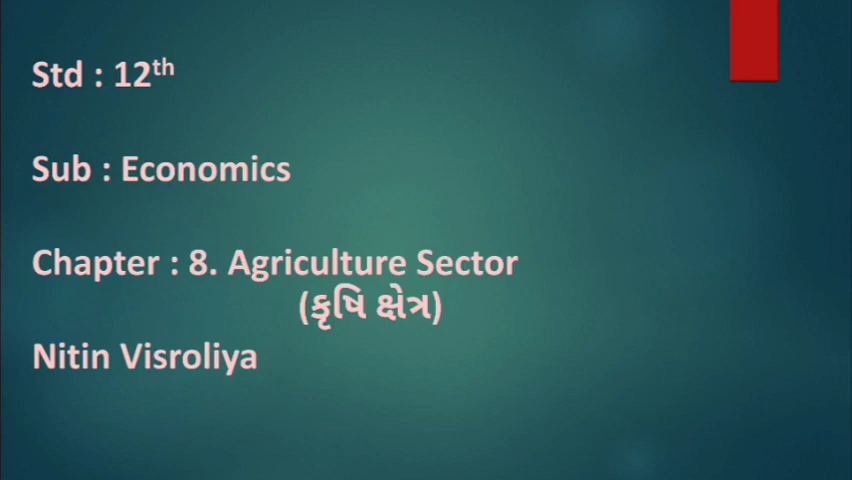 Std : 12th
Sub : Economics
Chapter : 8. Agriculture Sector
(કૃષિ ક્ષેત્ર)
Nitin Visroliya